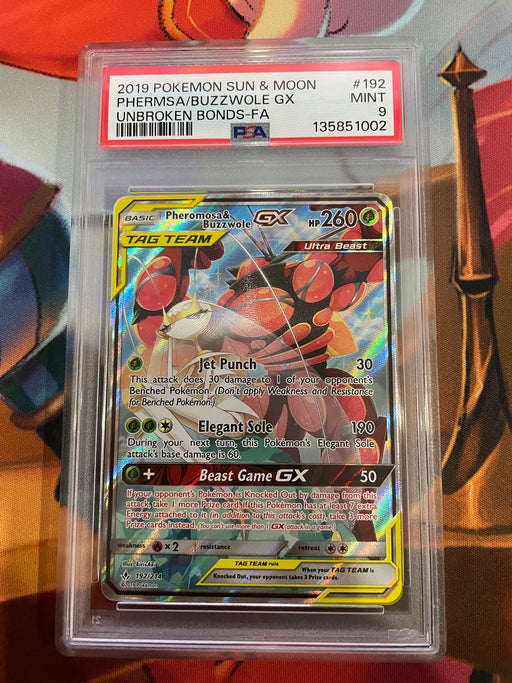 2019 POKEMON SUN & MOON #192
PHERMSA/BUZZWOLE GX MINT
UNBROKEN BONDS-FA 9
PSA 135851002
BASIC Pheromosa& Buzzwole GX HP 260
TAG TEAM
Ultra Beast
Jet Punch 30
This attack does 30 damage to 1 of your opponent's
Benched Pokémon. (Don't apply Weakness and Resistance
for Benched Pokémon.)
Elegant Sole 190
During your next turn, this Pokémon's Elegant Sole
attack's base damage is 60.
+ Beast Game GX 50
If your opponent's Pokémon is Knocked Out by damage from this
attack, take 1 more Prize card. If this Pokémon has at least 7 extra
Energy attached to it (in addition to this attack's cost), take 3 more
Prize cards instead. (You can't use more than 1 GX attack in a game.)
weakness ×2 resistance retreat
TAG TEAM rule
When your TAG TEAM is
Knocked Out, your opponent takes 3 Prize cards.
192/214